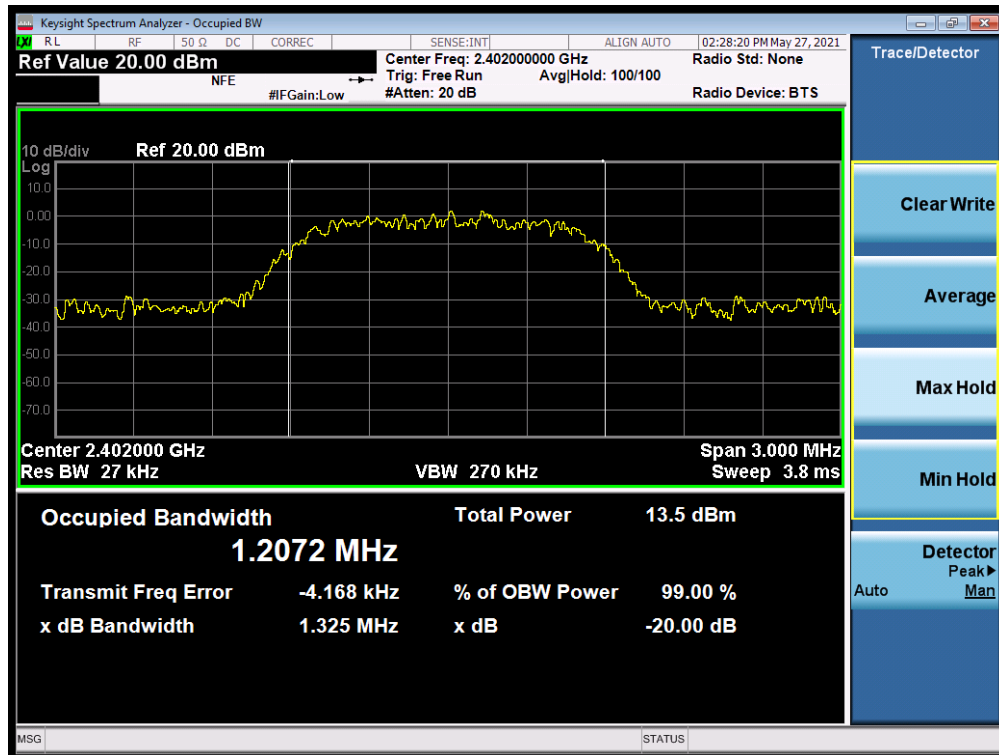 Keysight Spectrum Analyzer - Occupied BW
LXI RL RF 50 Ω DC CORREC SENSE:INT ALIGN AUTO 02:28:20 PM May 27, 2021
Ref Value 20.00 dBm
NFE
#IFGain:Low
Center Freq: 2.402000000 GHz
Trig: Free Run Avg|Hold: 100/100
#Atten: 20 dB
Radio Std: None
Radio Device: BTS
10 dB/div Ref 20.00 dBm
Log
10.0
0.00
-10.0
-20.0
-30.0
-40.0
-50.0
-60.0
-70.0
Center 2.402000 GHz Span 3.000 MHz
Res BW 27 kHz VBW 270 kHz Sweep 3.8 ms
Occupied Bandwidth Total Power 13.5 dBm
1.2072 MHz
Transmit Freq Error -4.168 kHz % of OBW Power 99.00 %
x dB Bandwidth 1.325 MHz x dB -20.00 dB
MSG STATUS
Trace/Detector
Clear Write
Average
Max Hold
Min Hold
Detector
Peak▶
Auto Man